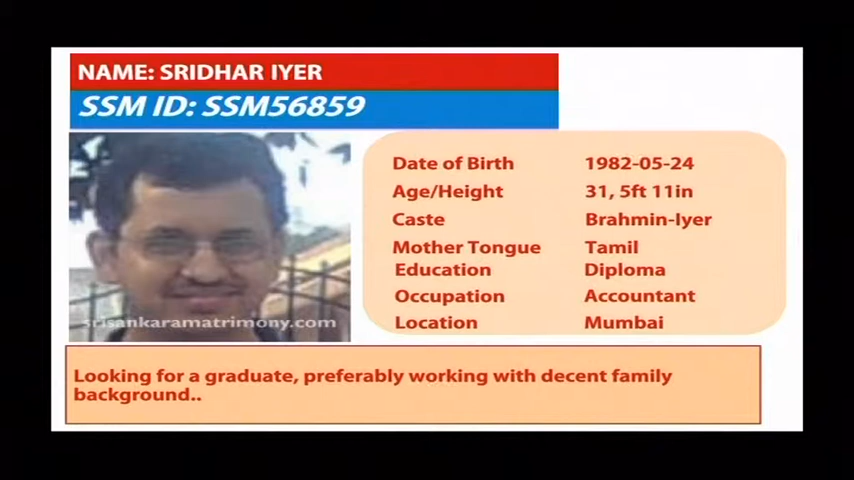 NAME: SRIDHAR IYER
SSM ID: SSM56859
srisankaramatrimony.com
Date of Birth 1982-05-24
Age/Height 31, 5ft 11in
Caste Brahmin-Iyer
Mother Tongue Tamil
Education Diploma
Occupation Accountant
Location Mumbai
Looking for a graduate, preferably working with decent family
background..